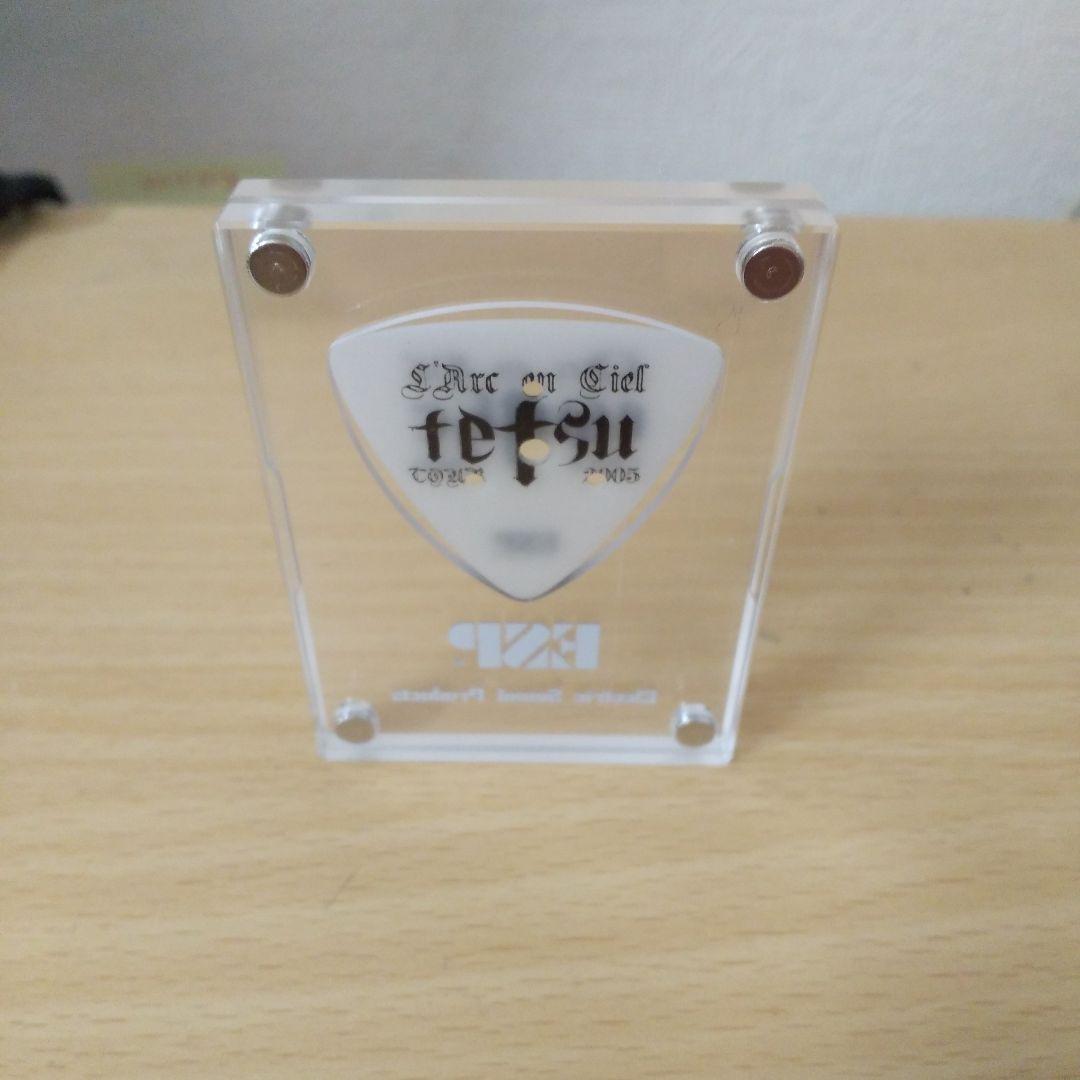 L'Arc en Ciel
tetsu
TOUR 2005
ESP
Electric Sound Products